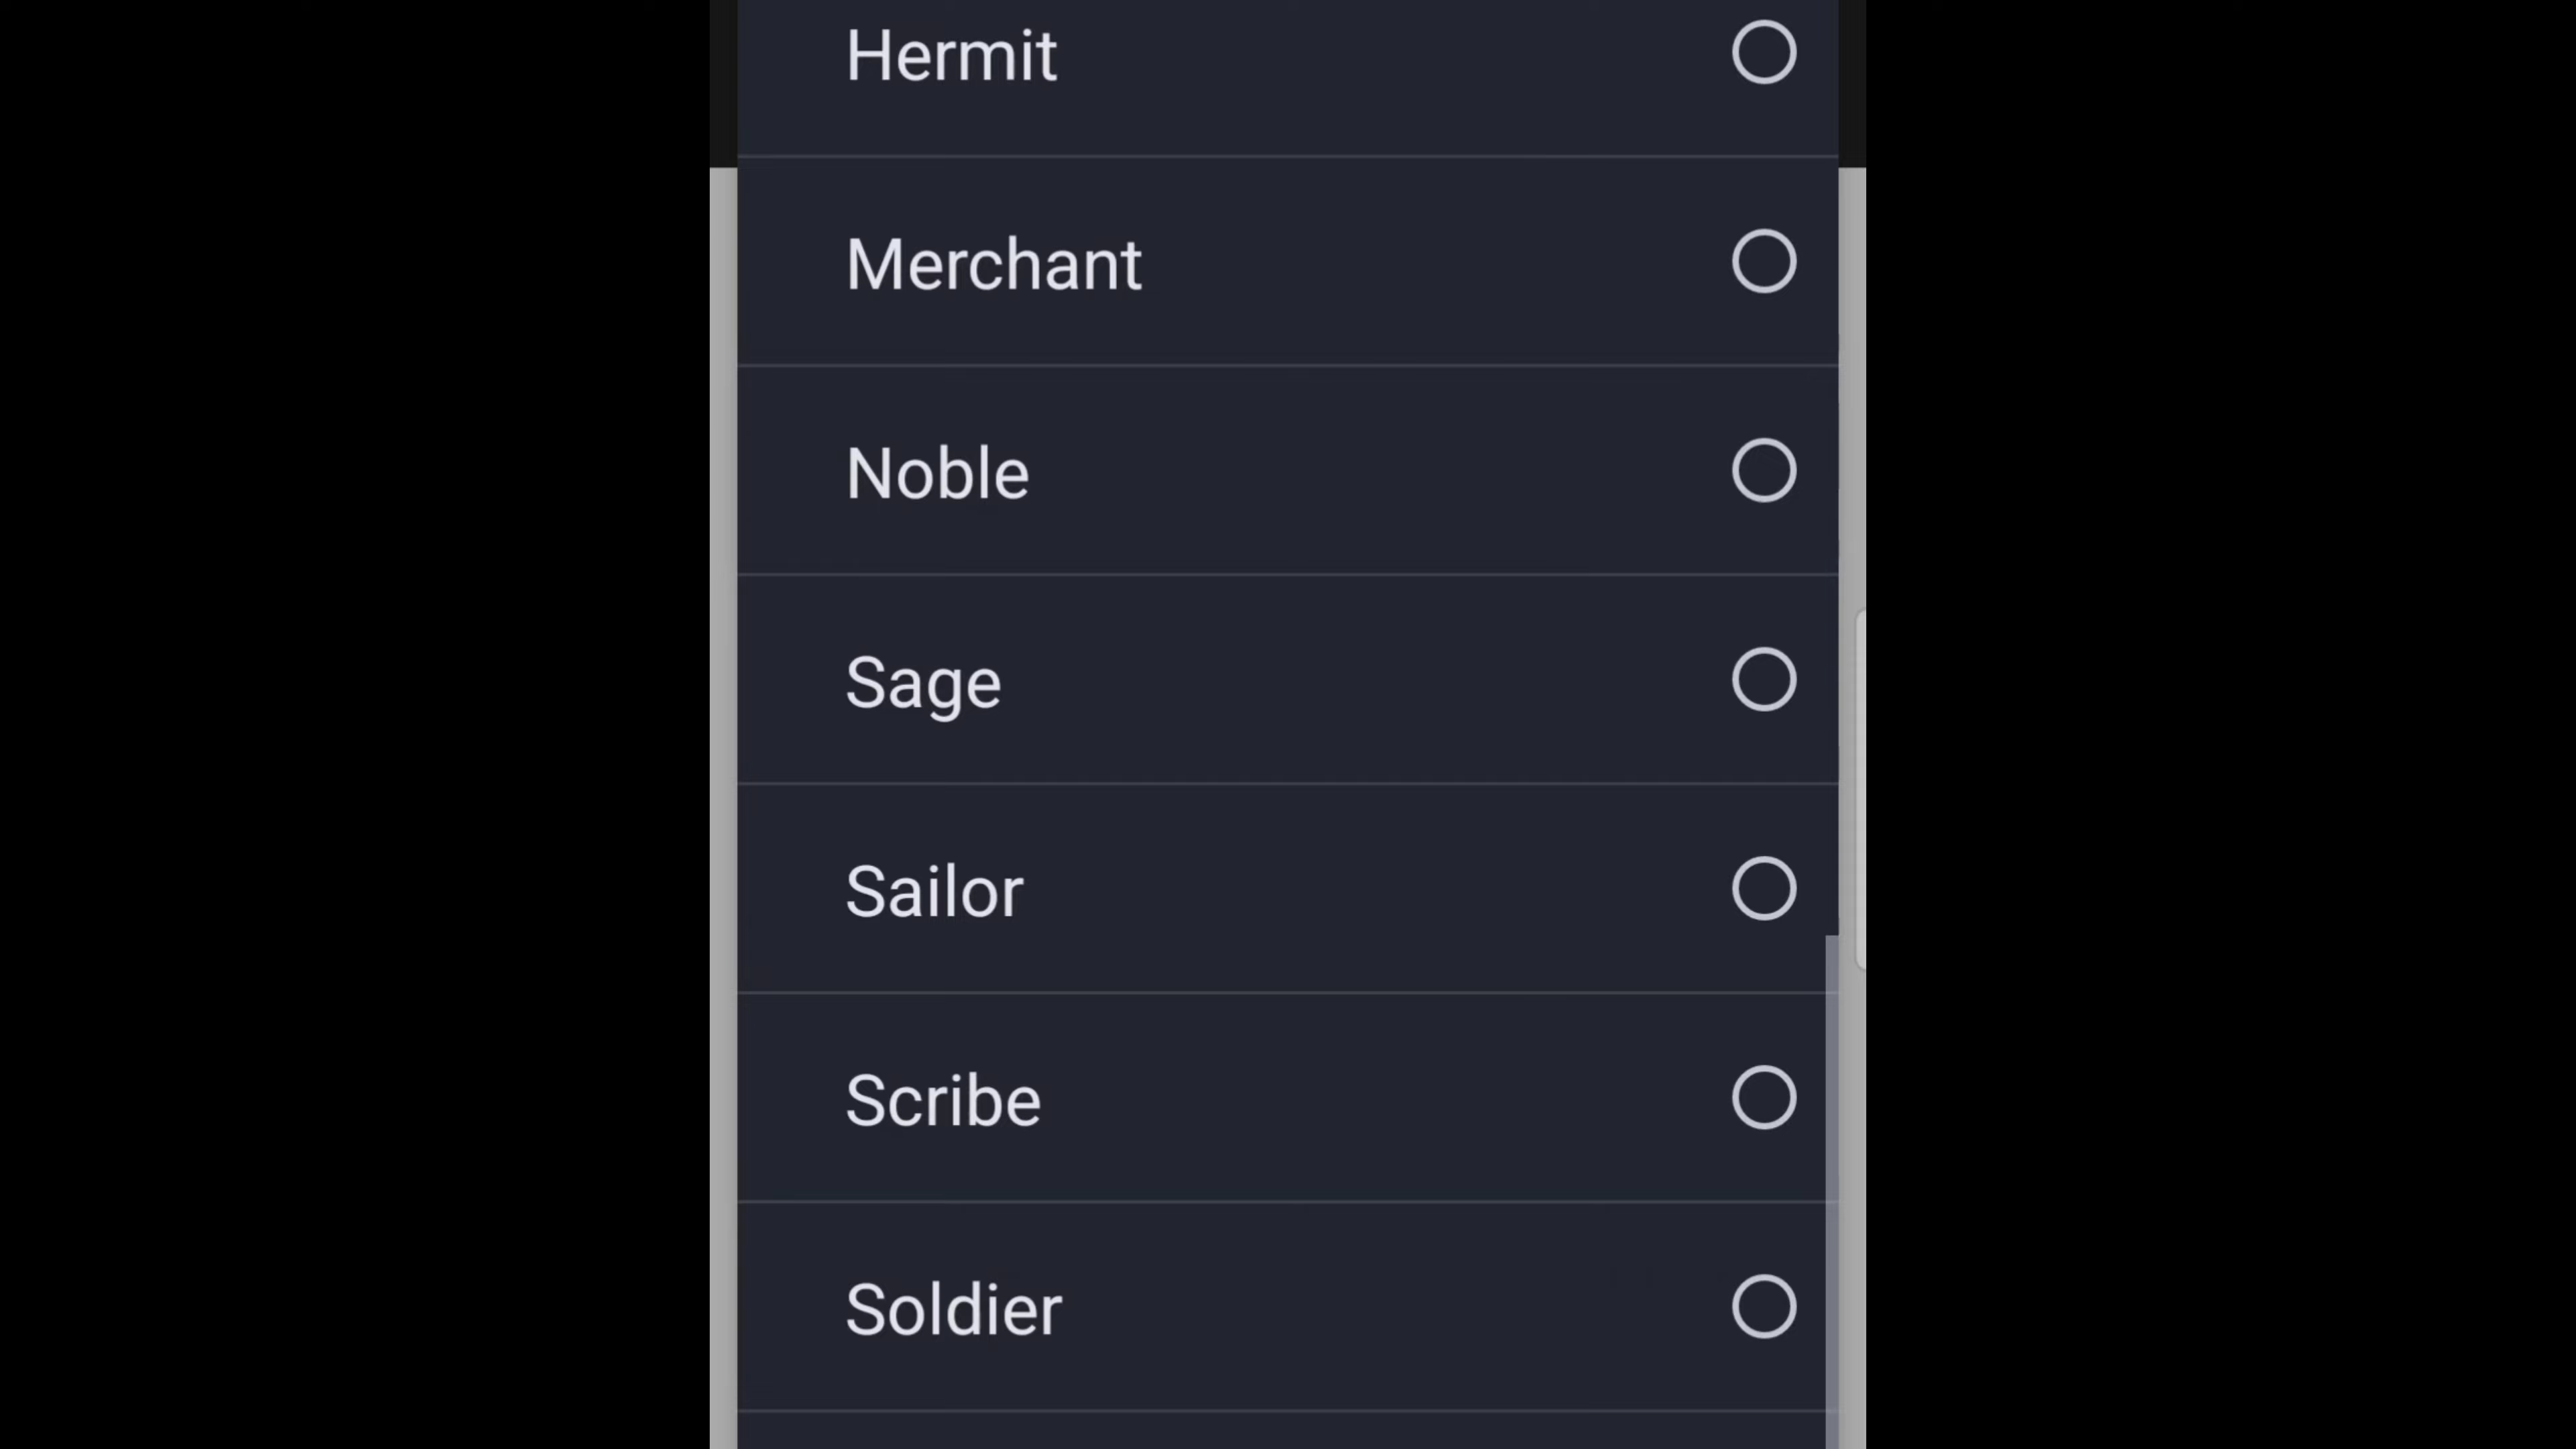 Hermit
Merchant
Noble
Sage
Sailor
Scribe
Soldier